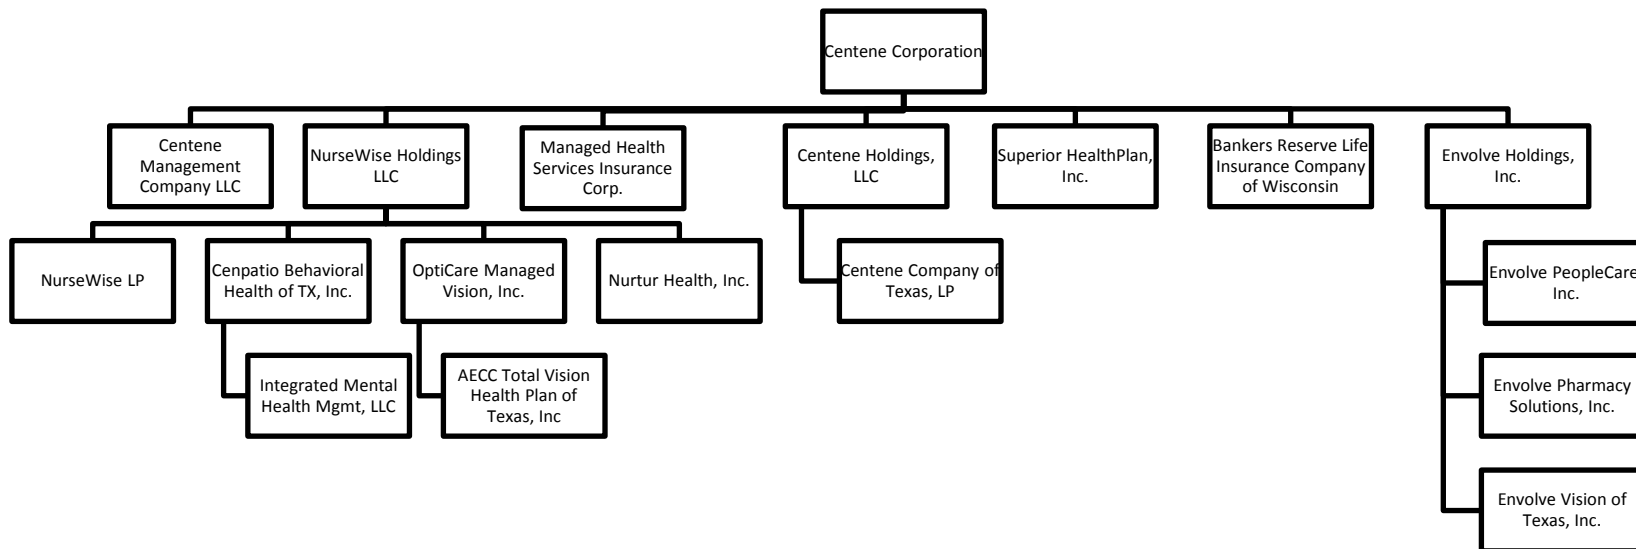 Centene Corporation
Centene
Management
Company LLC
NurseWise Holdings
LLC
Managed Health
Services Insurance
Corp.
Centene Holdings,
LLC
Superior HealthPlan,
Inc.
Bankers Reserve Life
Insurance Company
of Wisconsin
Envolve Holdings,
Inc.
NurseWise LP
Cenpatio Behavioral
Health of TX, Inc.
OptiCare Managed
Vision, Inc.
Nurtur Health, Inc.
Centene Company of
Texas, LP
Envolve PeopleCare
Inc.
Integrated Mental
Health Mgmt, LLC
AECC Total Vision
Health Plan of
Texas, Inc
Envolve Pharmacy
Solutions, Inc.
Envolve Vision of
Texas, Inc.